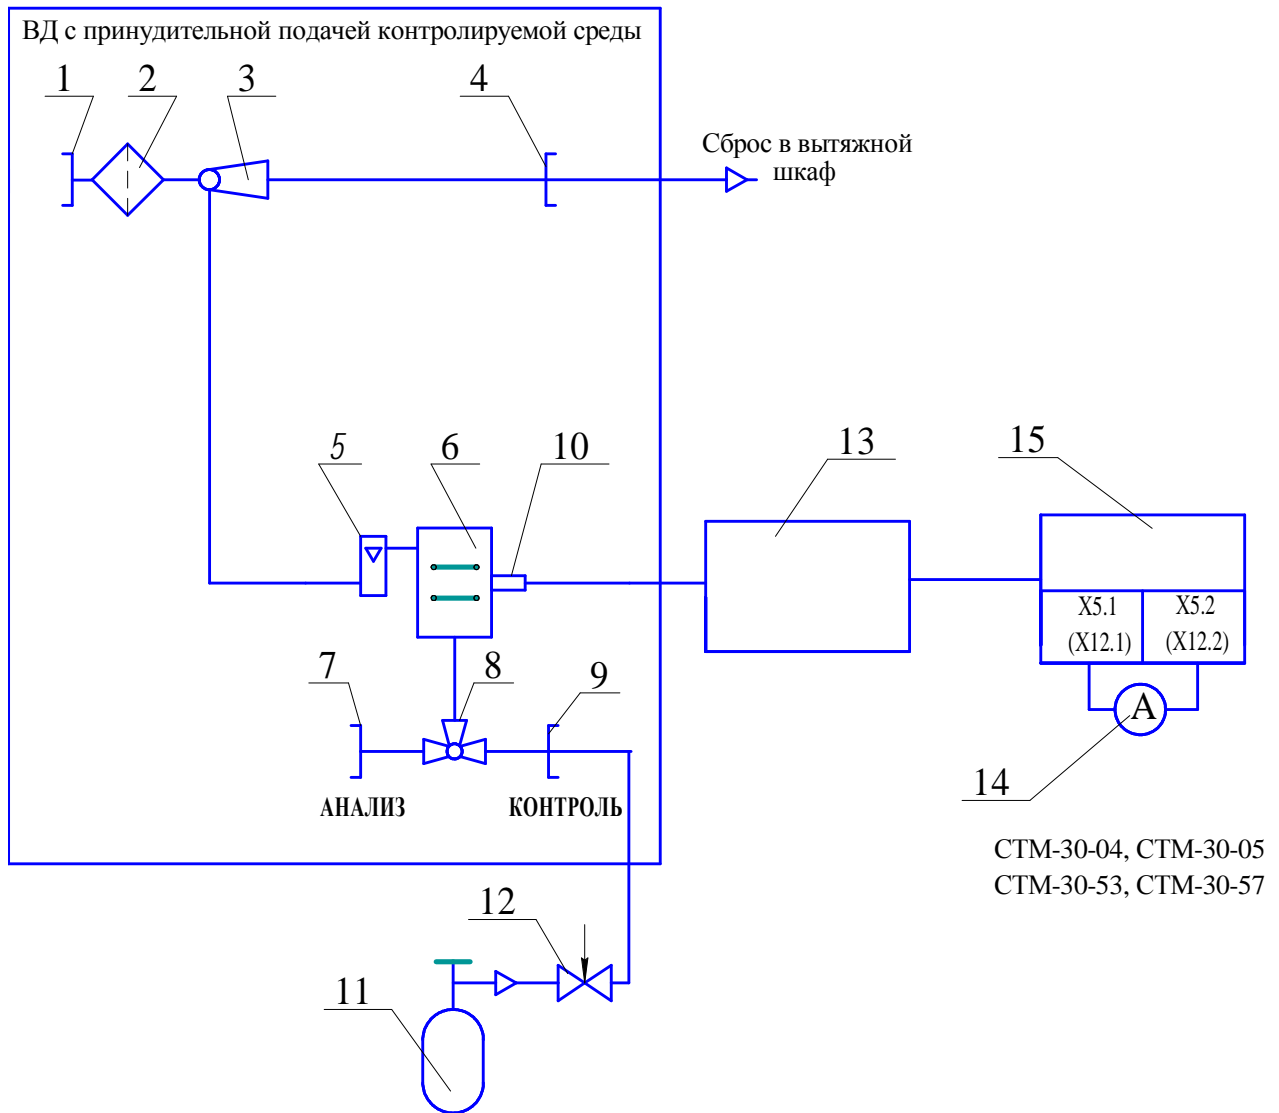 ВД с принудительной подачей контролируемой среды
1
2
3
4
Сброс в вытяжной
шкаф
5
6
10
13
15
X5.1
(X12.1)
X5.2
(X12.2)
7
8
9
А
14
АНАЛИЗ
КОНТРОЛЬ
СТМ-30-04, СТМ-30-05
СТМ-30-53, СТМ-30-57
12
11